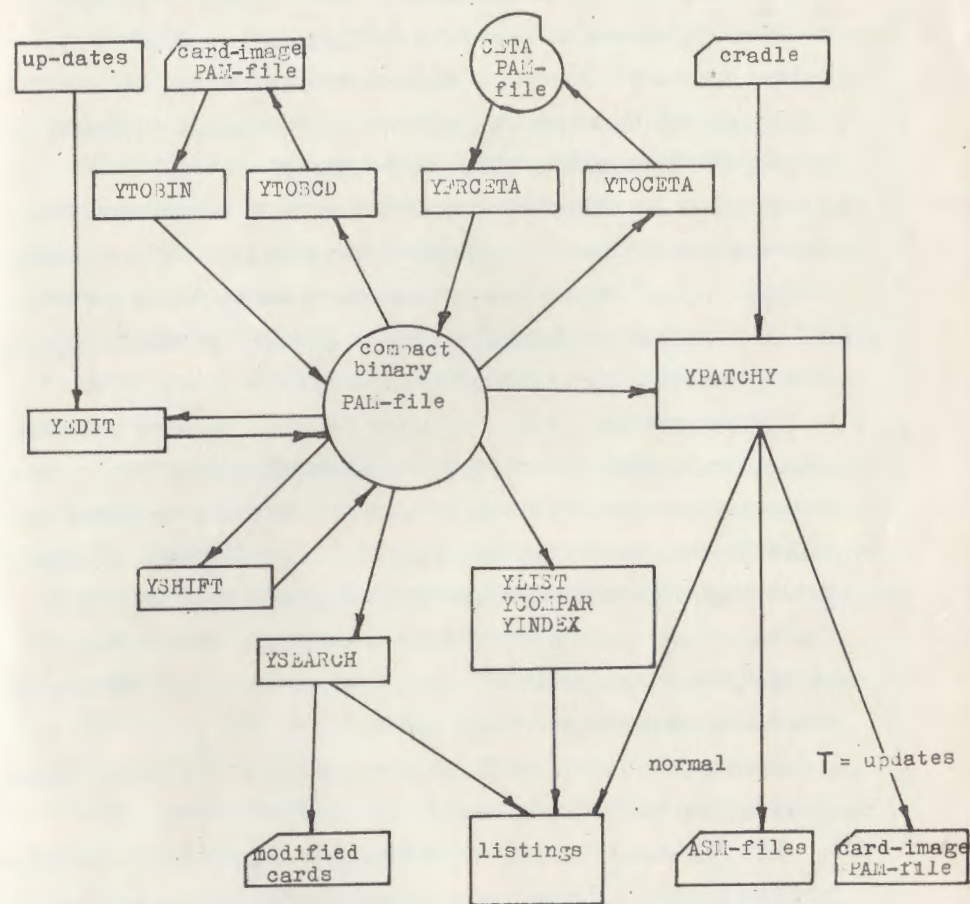 up-dates
card-image
PAM-file
CETA
PAM-
file
cradle
YTOBIN
YTOBCD
YFRCETA
YTOCETA
compact
binary
PAM-file
YPATCHY
YEDIT
YSHIFT
YLIST
YCOMPAR
YINDEX
YSEARCH
normal
T = updates
modified
cards
listings
ASM-files
card-image
PAM-file